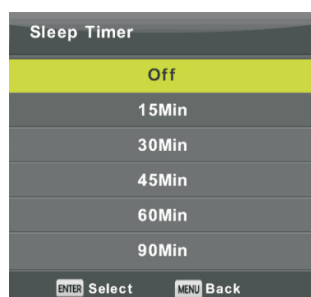 Sleep Timer
Off
15Min
30Min
45Min
60Min
90Min
ENTER Select MENU Back